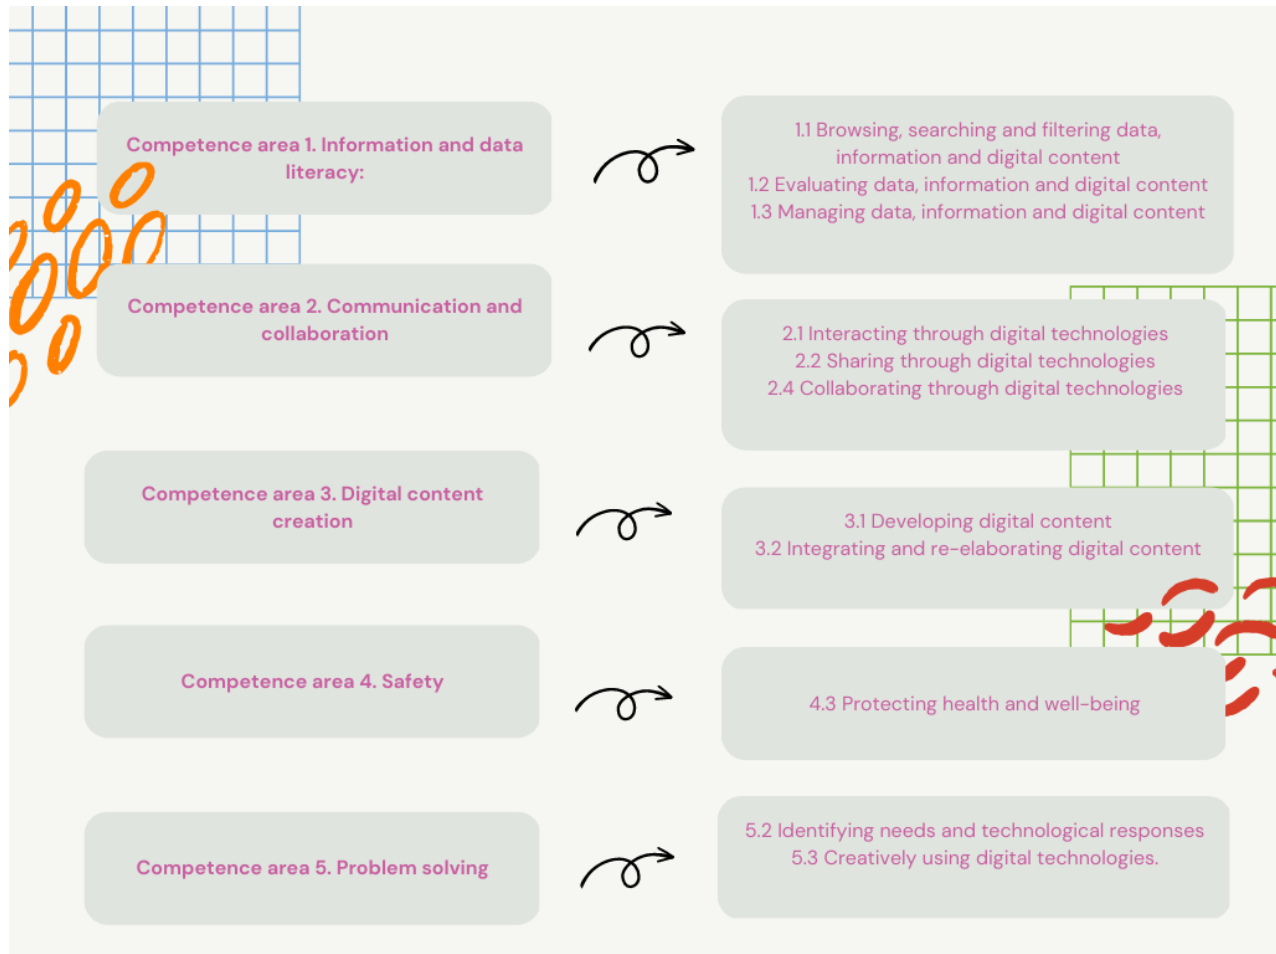 Competence area 1. Information and data
literacy:
1.1 Browsing, searching and filtering data,
information and digital content
1.2 Evaluating data, information and digital content
1.3 Managing data, information and digital content
Competence area 2. Communication and
collaboration
2.1 Interacting through digital technologies
2.2 Sharing through digital technologies
2.4 Collaborating through digital technologies
Competence area 3. Digital content
creation
3.1 Developing digital content
3.2 Integrating and re-elaborating digital content
Competence area 4. Safety
4.3 Protecting health and well-being
Competence area 5. Problem solving
5.2 Identifying needs and technological responses
5.3 Creatively using digital technologies.